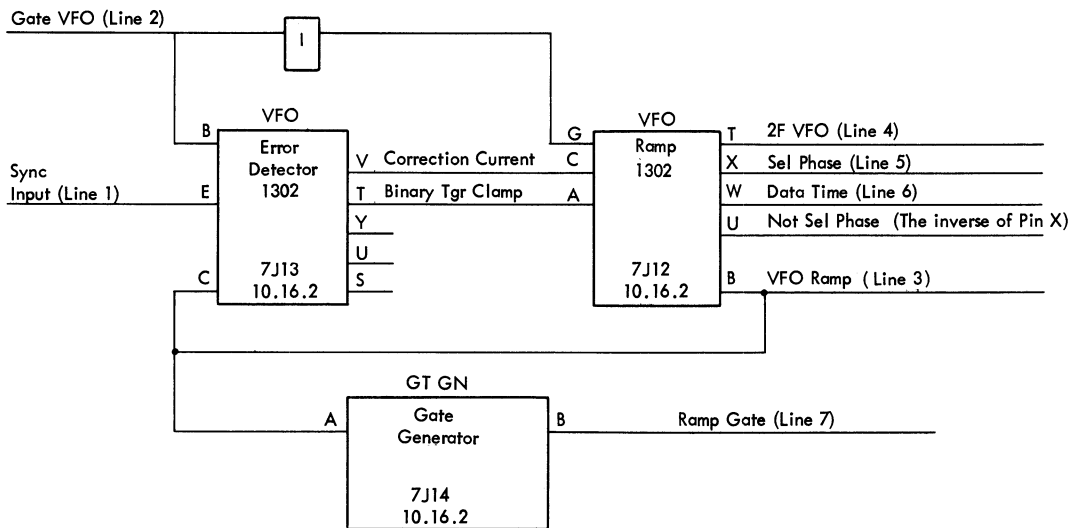 Gate VFO (Line 2)
I
VFO
VFO
B
Error
Detector
1302
G
Ramp
1302
T 2F VFO (Line 4)
V Correction Current C
X Sel Phase (Line 5)
Sync
Input (Line 1)
E
T Binary Tgr Clamp A
W Data Time (Line 6)
Y
U Not Sel Phase (The inverse of Pin X)
U
C
7J13
10.16.2
S
7J12
10.16.2
B VFO Ramp ( Line 3)
GT GN
A
Gate
Generator
B Ramp Gate (Line 7)
7J14
10.16.2